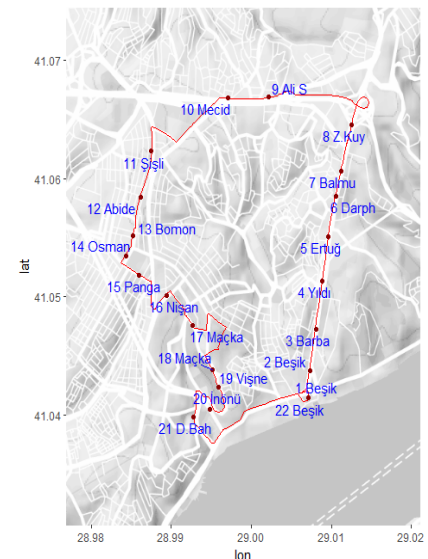 41.07
9 Ali S
10 Mecid
8 Z.Kuy
11 Şişli
41.06
7 Balmu
12 Abide
6 Darph
13 Bomon
14 Osman
5 Ertuğ
lat
15 Panga
4 Yıldı
16 Nişan
41.05
17 Maçka
3 Barba
18 Maçka
2 Beşik
19 Vişne
1 Beşik
20 İnönü
22 Beşik
41.04
21 D.Bah
28.98 28.99 29.00 29.01 29.02
lon